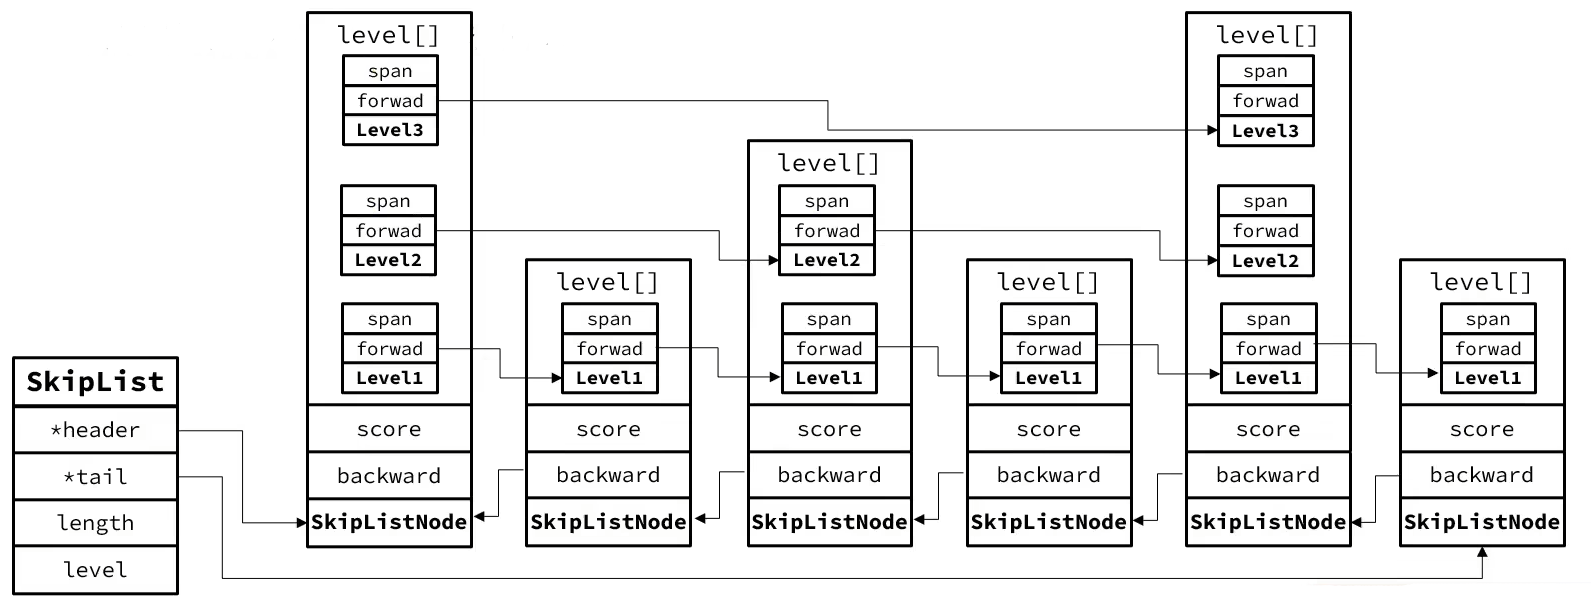 SkipList
*header
*tail
length
level
level[]
span
forwad
Level3
span
forwad
Level2
span
forwad
Level1
score
backward
SkipListNode
level[]
span
forwad
Level1
score
backward
SkipListNode
level[]
span
forwad
Level2
span
forwad
Level1
score
backward
SkipListNode
level[]
span
forwad
Level1
score
backward
SkipListNode
level[]
span
forwad
Level3
span
forwad
Level2
span
forwad
Level1
score
backward
SkipListNode
level[]
span
forwad
Level1
score
backward
SkipListNode